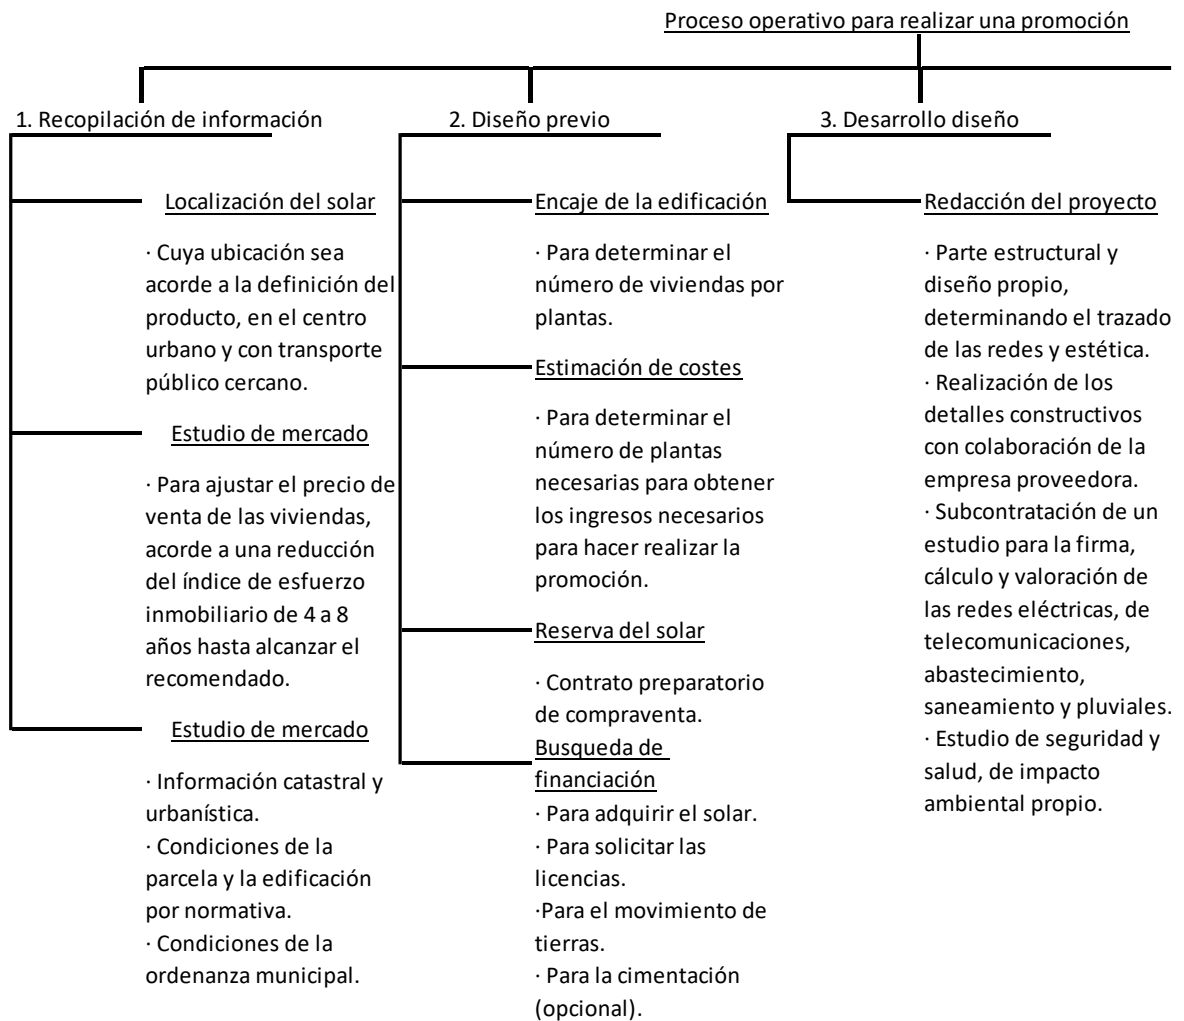 Proceso operativo para realizar una promoción
1. Recopilación de información
Localización del solar
· Cuya ubicación sea
acorde a la definición del
producto, en el centro
urbano y con transporte
público cercano.
Estudio de mercado
· Para ajustar el precio de
venta de las viviendas,
acorde a una reducción
del índice de esfuerzo
inmobiliario de 4 a 8
años hasta alcanzar el
recomendado.
Estudio de mercado
· Información catastral y
urbanística.
· Condiciones de la
parcela y la edificación
por normativa.
· Condiciones de la
ordenanza municipal.
2. Diseño previo
Encaje de la edificación
· Para determinar el
número de viviendas por
plantas.
Estimación de costes
· Para determinar el
número de plantas
necesarias para obtener
los ingresos necesarios
para hacer realizar la
promoción.
Reserva del solar
· Contrato preparatorio
de compraventa.
Busqueda de
financiación
· Para adquirir el solar.
· Para solicitar las
licencias.
·Para el movimiento de
tierras.
· Para la cimentación
(opcional).
3. Desarrollo diseño
Redacción del proyecto
· Parte estructural y
diseño propio,
determinando el trazado
de las redes y estética.
· Realización de los
detalles constructivos
con colaboración de la
empresa proveedora.
· Subcontratación de un
estudio para la firma,
cálculo y valoración de
las redes eléctricas, de
telecomunicaciones,
abastecimiento,
saneamiento y pluviales.
· Estudio de seguridad y
salud, de impacto
ambiental propio.